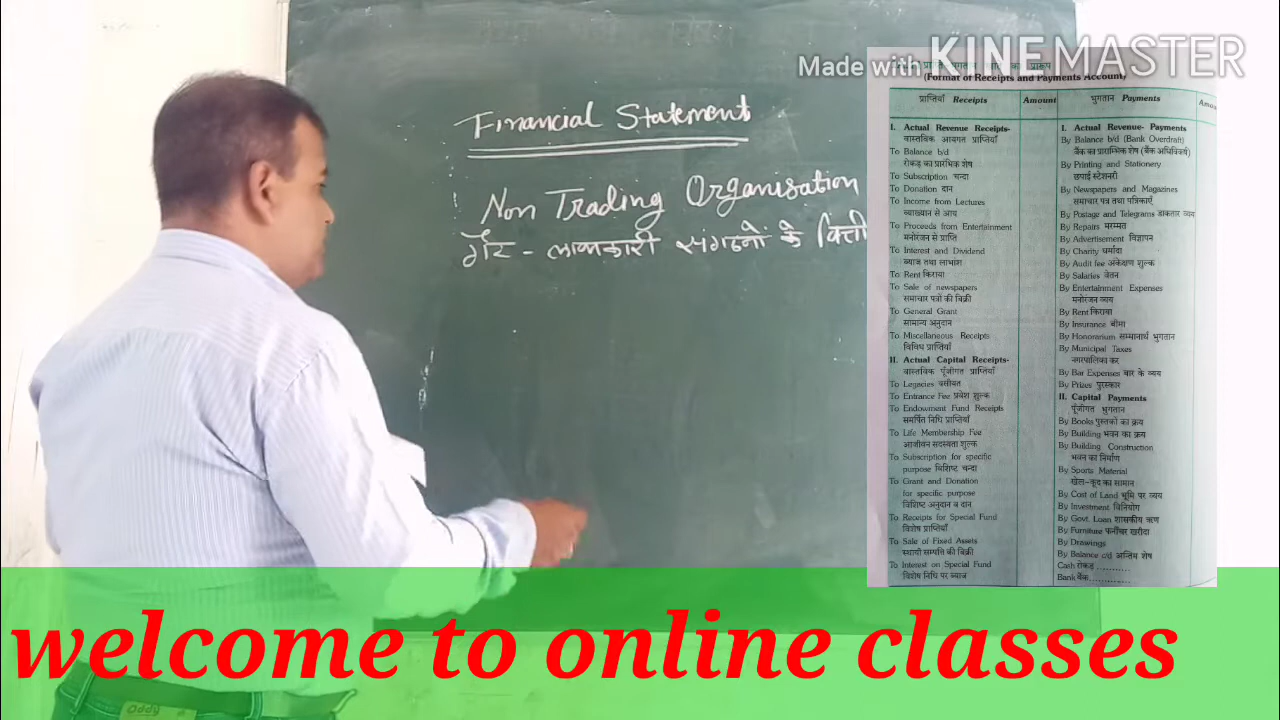 Made with KINEMASTER
(Format of Receipts and Payments Account)
Financial Statement
Non Trading Organisation
गैर - लाभकारी संगठनों के वित्ती
प्राप्तियाँ Receipts Amount भुगतान Payments
I. Actual Revenue Receipts-
वास्तविक आयगत प्राप्तियाँ
To Balance b/d
रोकड़ का प्रारंभिक शेष
To Subscription चन्दा
To Donation दान
To Income from Lectures
व्याख्यान से आय
To Proceeds from Entertainment
मनोरंजन से प्राप्ति
To Interest and Dividend
ब्याज तथा लाभांश
To Rent किराया
To Sale of newspapers
समाचार पत्रों की बिक्री
To General Grant
सामान्य अनुदान
To Miscellaneous Receipts
विविध प्राप्तियाँ
II. Actual Capital Receipts-
वास्तविक पूँजीगत प्राप्तियाँ
To Legacies वसीयत
To Entrance Fee प्रवेश शुल्क
To Endowment Fund Receipts
समर्पित निधि प्राप्तियाँ
To Life Membership Fee
आजीवन सदस्यता शुल्क
To Subscription for specific
purpose विशिष्ट चन्दा
To Grant and Donation
for specific purpose
विशिष्ट अनुदान व दान
To Receipts for Special Fund
विशेष प्राप्तियाँ
To Sale of Fixed Assets
स्थायी सम्पत्ति की बिक्री
To Interest on Special Fund
विशेष निधि पर ब्याज
I. Actual Revenue- Payments
By Balance b/d (Bank Overdraft)
बैंक का प्रारम्भिक शेष (बैंक अधिविकर्ष)
By Printing and Stationery
छपाई स्टेशनरी
By Newspapers and Magazines
समाचार पत्र तथा पत्रिकाएँ
By Postage and Telegrams डाकतार व्यय
By Repairs मरम्मत
By Advertisement विज्ञापन
By Charity धर्मादा
By Audit fee अंकेक्षण शुल्क
By Salaries वेतन
By Entertainment Expenses
मनोरंजन व्यय
By Rent किराया
By Insurance बीमा
By Honorarium सम्मानार्थ भुगतान
By Municipal Taxes
नगरपालिका कर
By Bar Expenses बार के व्यय
By Prizes पुरस्कार
II. Capital Payments
पूँजीगत भुगतान
By Books पुस्तकों का क्रय
By Building भवन का क्रय
By Building Construction
भवन का निर्माण
By Sports Material
खेल-कूद का सामान
By Cost of Land भूमि पर व्यय
By Investment विनियोग
By Govt. Loan शासकीय ऋण
By Furniture फर्नीचर खरीदा
By Drawings
By Balance c/d अन्तिम शेष
Cash रोकड़ ...........
Bank बैंक..............
welcome to online classes
oddy